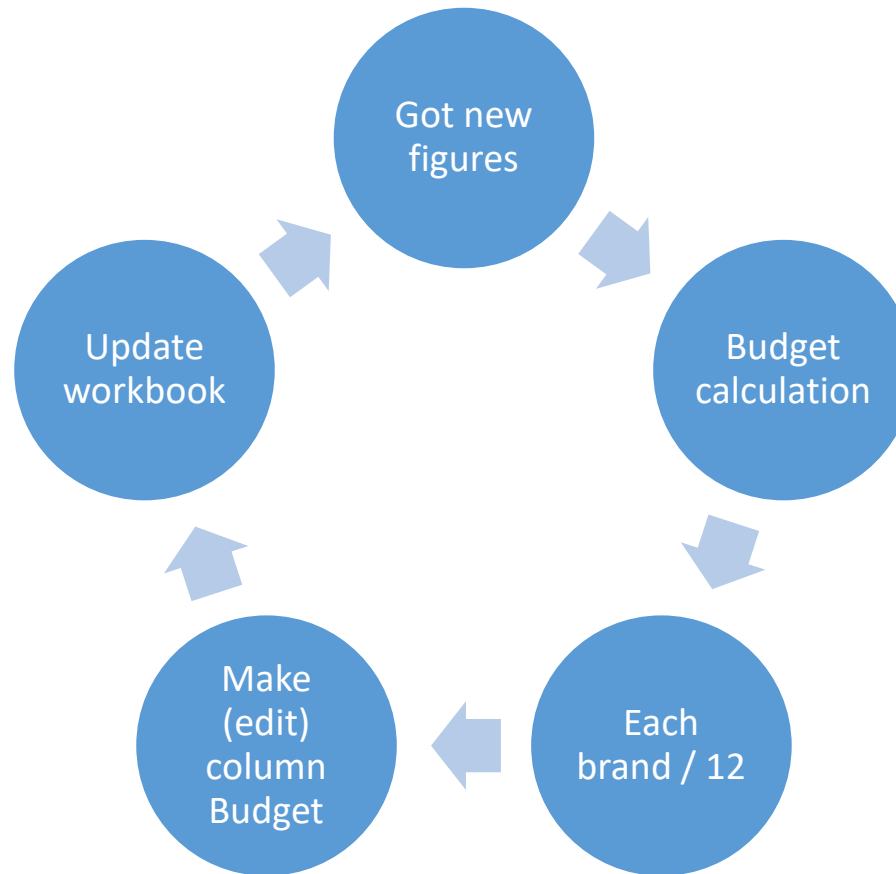 Got new
figures
Budget
calculation
Each
brand / 12
Make
(edit)
column
Budget
Update
workbook